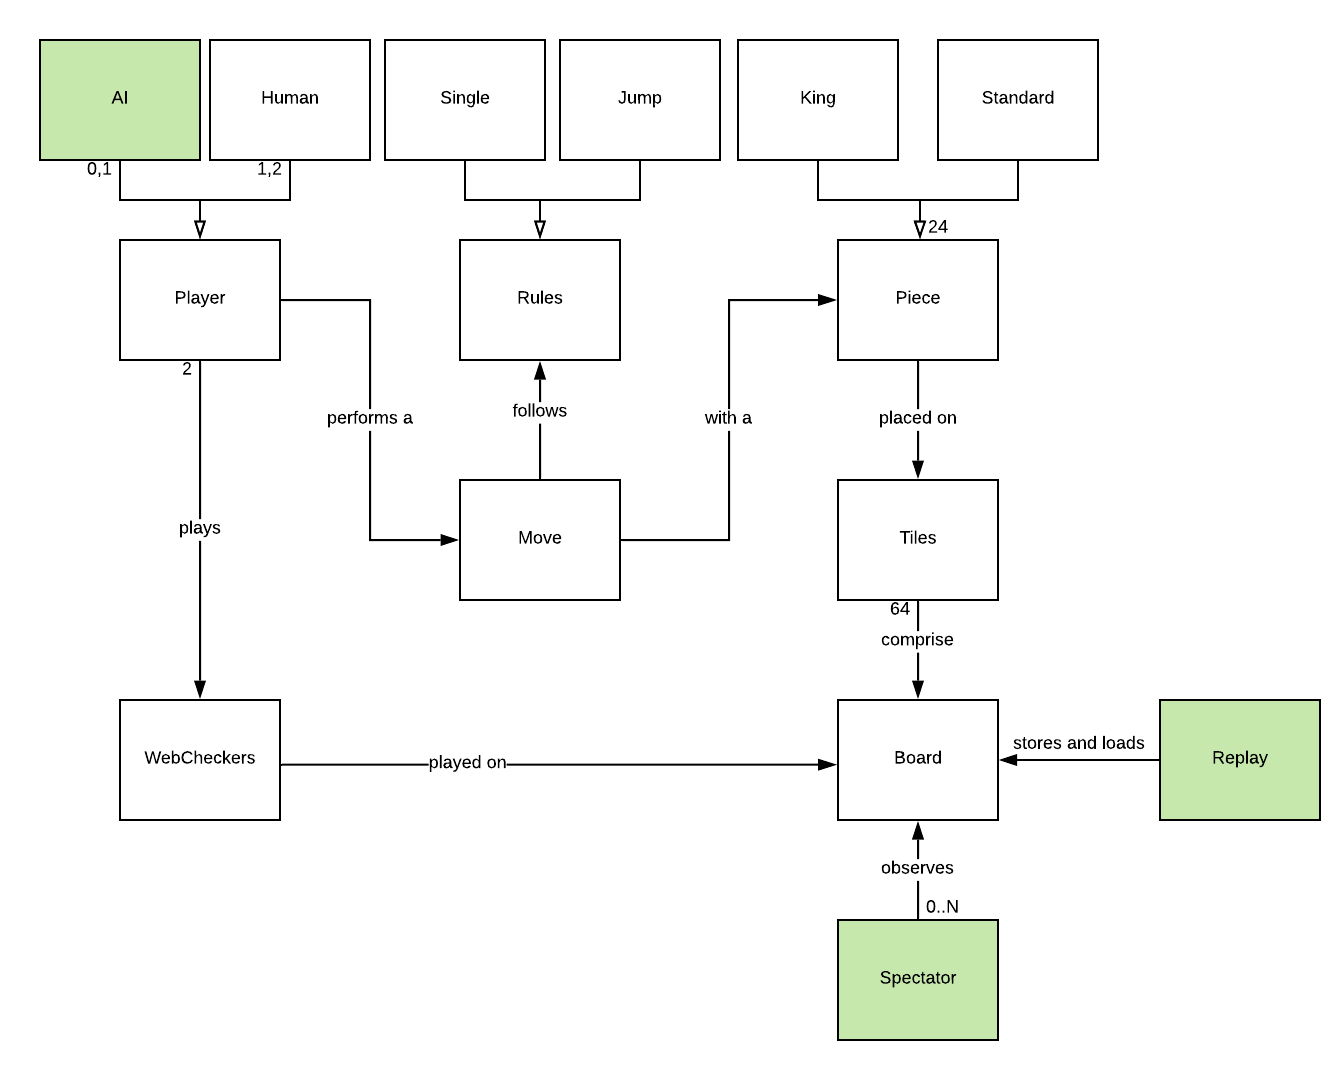 AI
Human
Single
Jump
King
Standard
0,1
1,2
24
Player
Rules
Piece
2
performs a
follows
with a
placed on
plays
Move
Tiles
64
comprise
WebCheckers
played on
Board
stores and loads
Replay
observes
0..N
Spectator